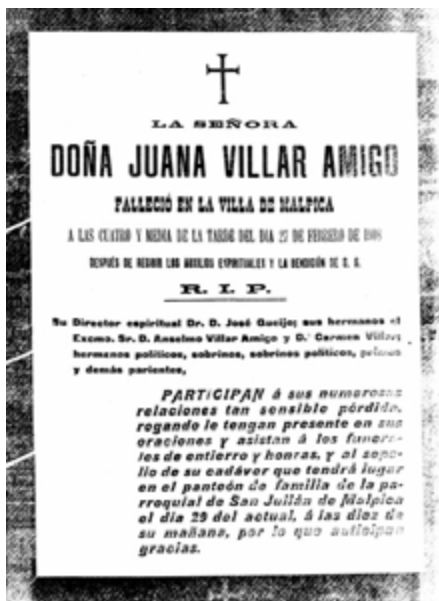 LA SEÑORA
DOÑA JUANA VILLAR AMIGO
FALLECIÓ EN LA VILLA DE MALPICA
A LAS CUATRO Y MEDIA DE LA TARDE DEL DIA 27 DE FEBRERO DE 1908
DESPUÉS DE RECIBIR LOS AUXILIOS ESPIRITUALES Y LA BENDICIÓN DE S. S.
R. I. P.
Su Director espiritual Dr. D. José Gueijo; sus hermanos el
Excmo. Sr. D. Anselmo Villar Amigo y D.ª Carmen Villar;
hermanos políticos, sobrinos, sobrinos políticos, primos
y demás parientes,
PARTICIPAN á sus numerosas
relaciones tan sensible pérdida,
rogando le tengan presente en sus
oraciones y asistan á los funera-
les de entierro y honras, y al sepe-
lio de su cadáver que tendrá lugar
en el panteón de familia de la pa-
rroquial de San Julián de Malpica
el día 29 del actual, á las diez de
su mañana, por lo que anticipan
gracias.